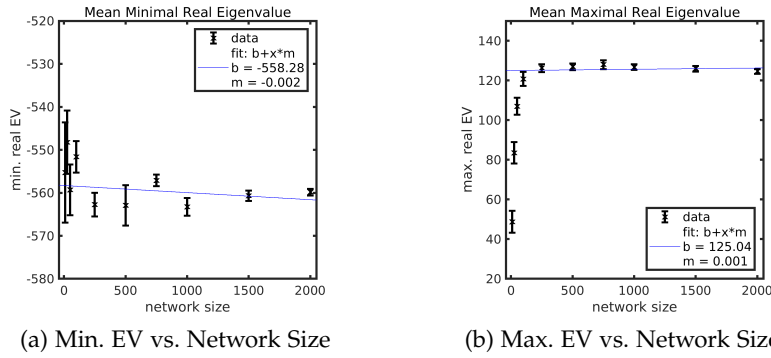 Mean Minimal Real Eigenvalue
-520
-530
-540
-550
-560
-570
-580
min. real EV
data
fit: b+x*m
b = -558.28
m = -0.002
0 500 1000 1500 2000
network size
(a) Min. EV vs. Network Size
Mean Maximal Real Eigenvalue
140
120
100
80
60
40
20
max. real EV
data
fit: b+x*m
b = 125.04
m = 0.001
0 500 1000 1500 2000
network size
(b) Max. EV vs. Network Size